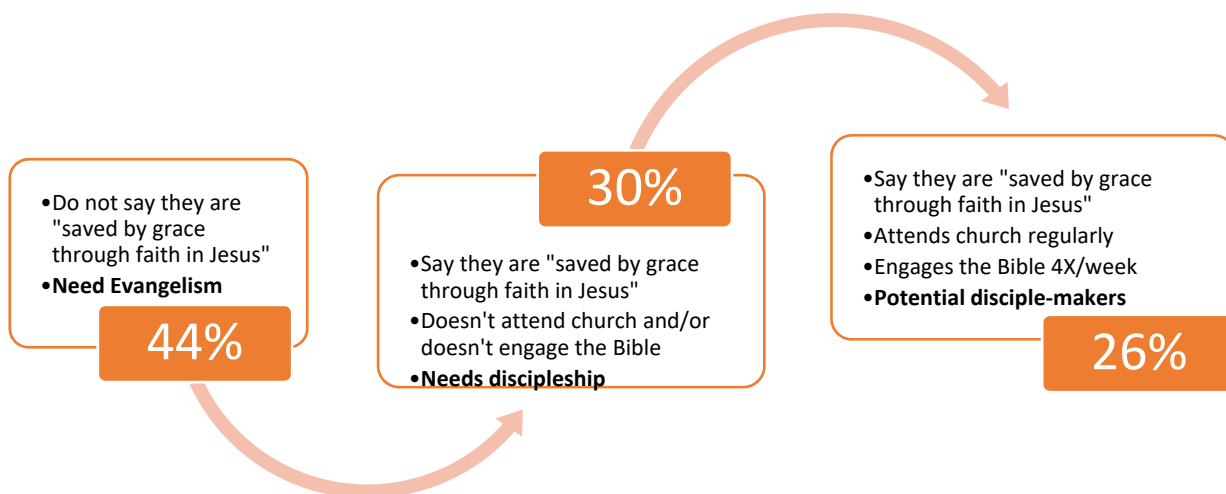 •Do not say they are
"saved by grace
through faith in Jesus"
•Need Evangelism
44%
30%
•Say they are "saved by grace
through faith in Jesus"
•Doesn't attend church and/or
doesn't engage the Bible
•Needs discipleship
•Say they are "saved by grace
through faith in Jesus"
•Attends church regularly
•Engages the Bible 4X/week
•Potential disciple-makers
26%